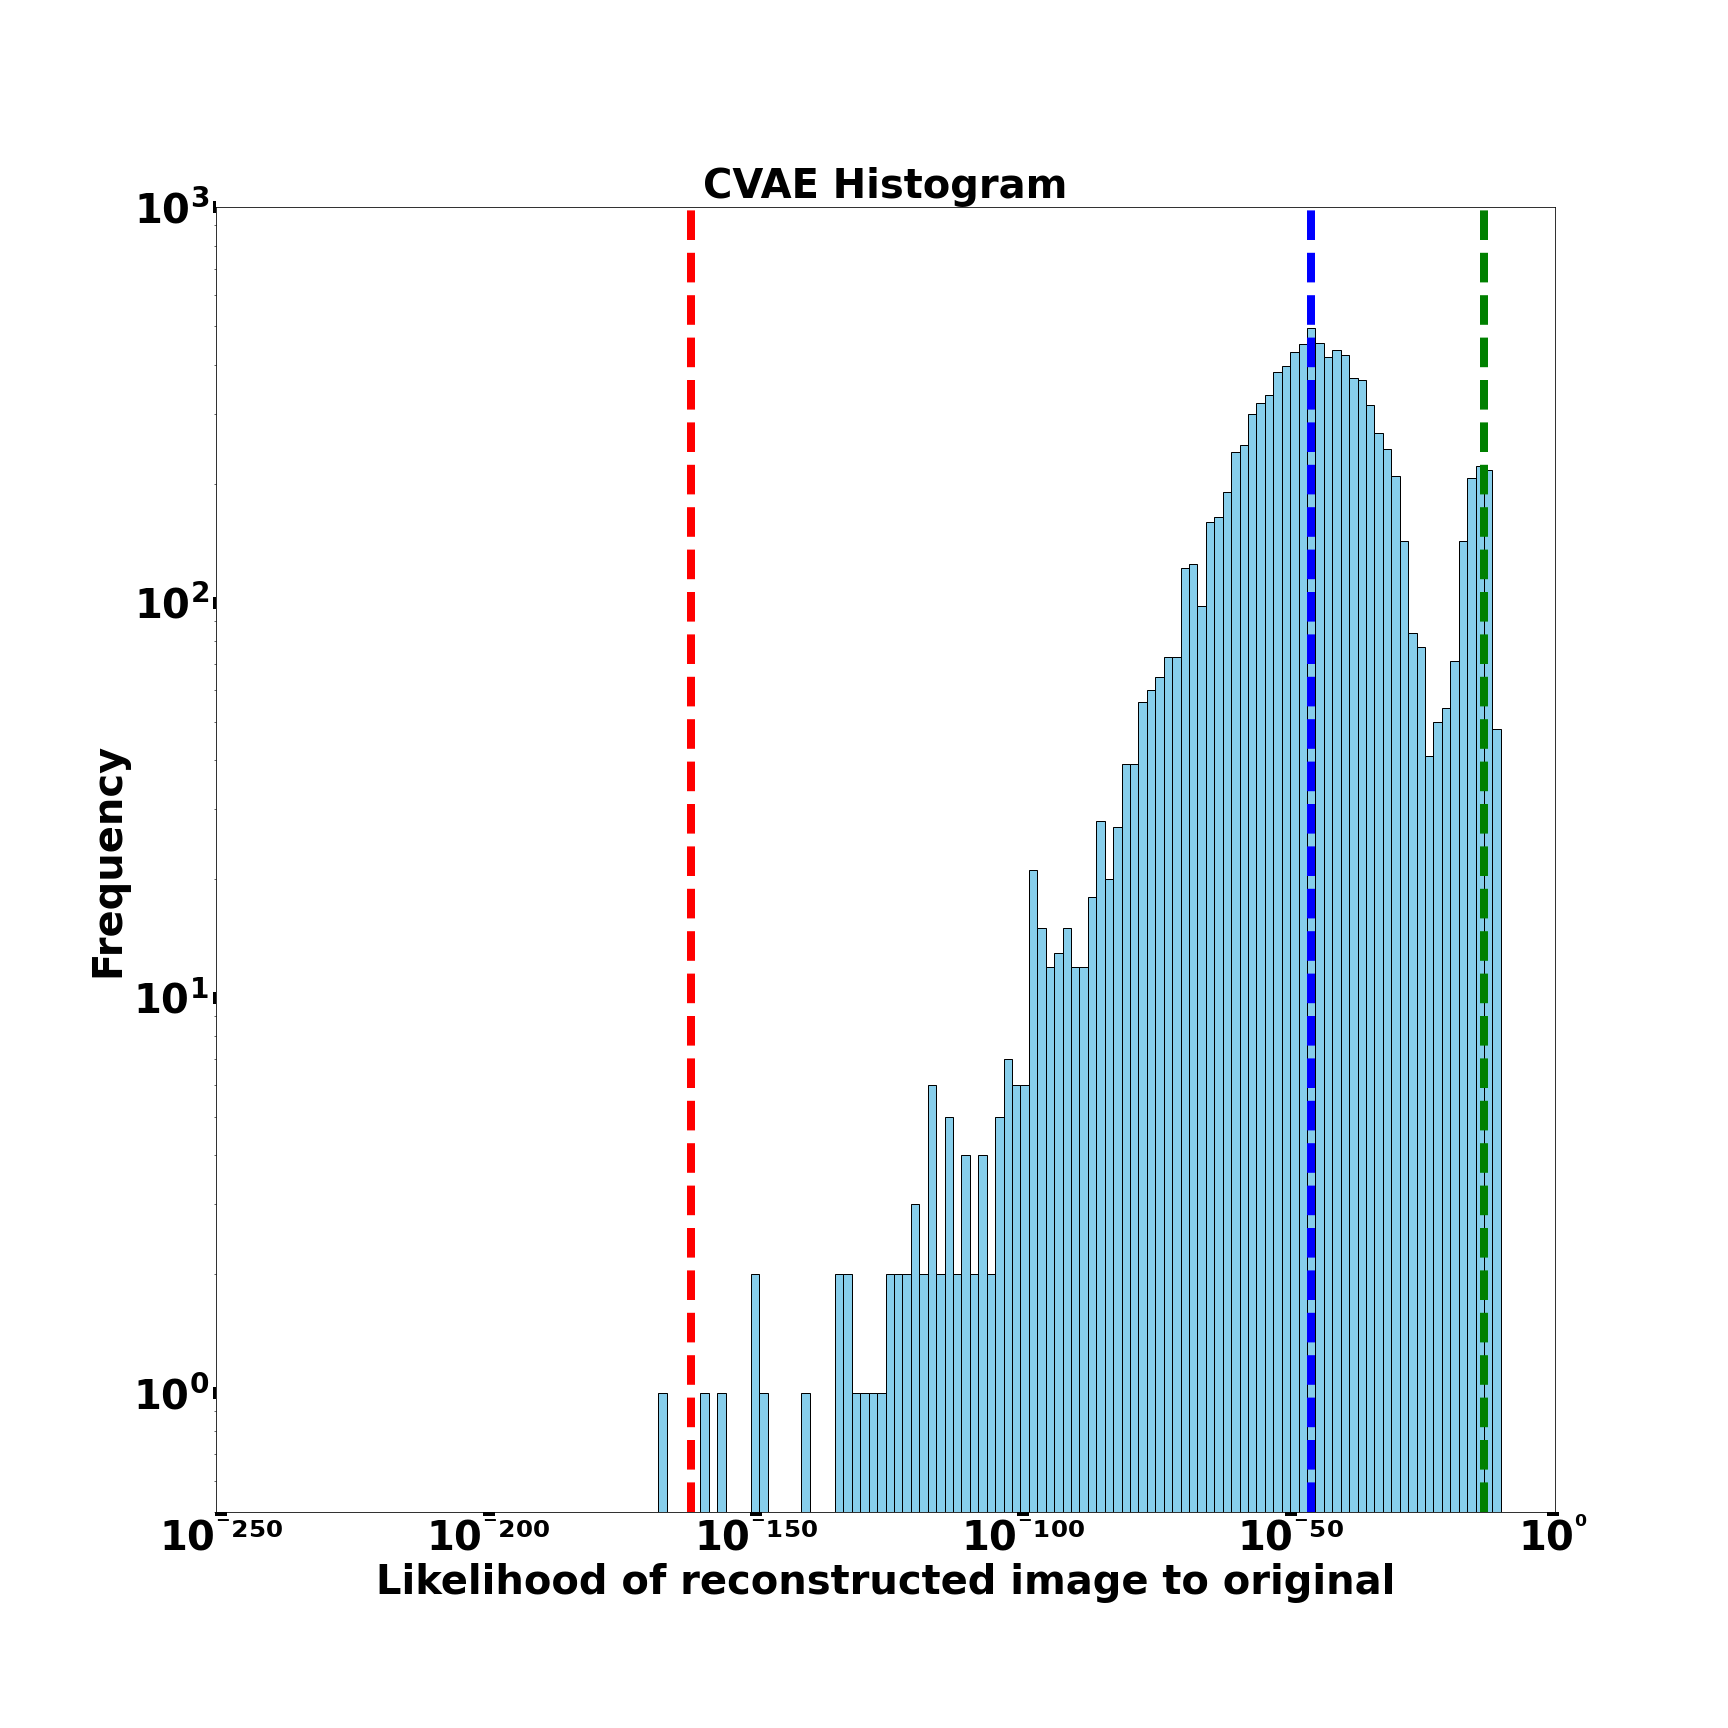 CVAE Histogram
10³
10²
10¹
10⁰
Frequency
10⁻²⁵⁰ 10⁻²⁰⁰ 10⁻¹⁵⁰ 10⁻¹⁰⁰ 10⁻⁵⁰ 10⁰
Likelihood of reconstructed image to original